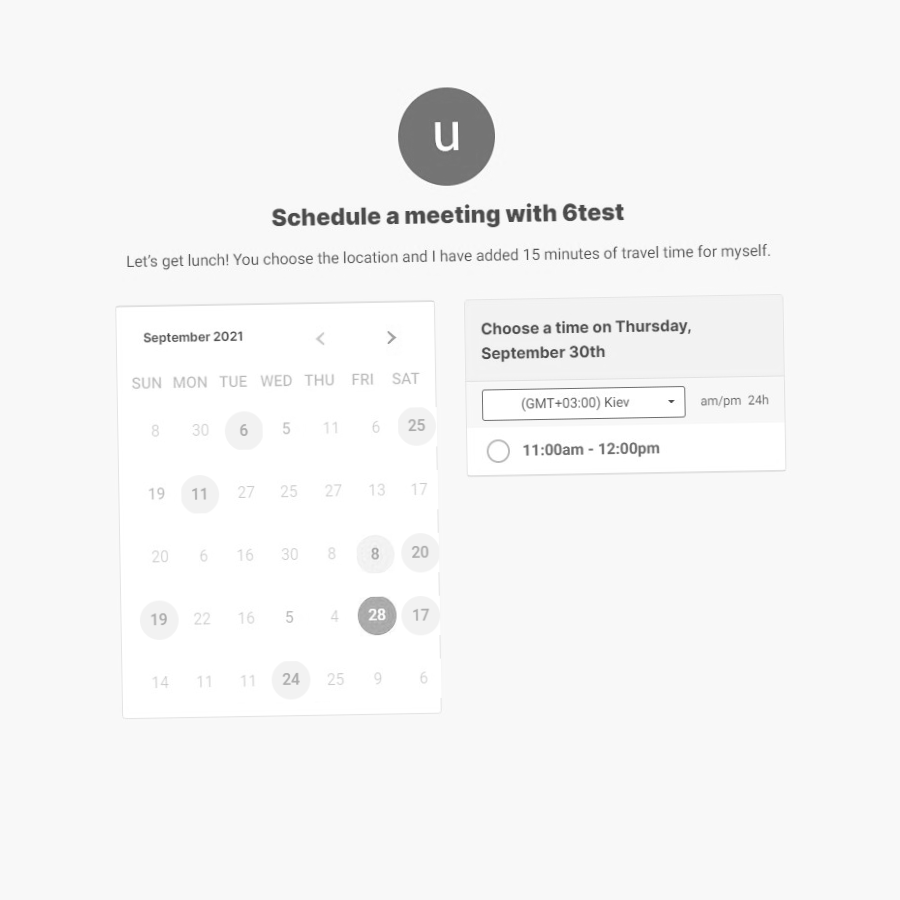 u
Schedule a meeting with 6test
Let's get lunch! You choose the location and I have added 15 minutes of travel time for myself.
September 2021
SUN MON TUE WED THU FRI SAT
8 30 6 5 11 6 25
19 11 27 25 27 13 17
20 6 16 30 8 8 20
19 22 16 5 4 28 17
14 11 11 24 25 9 6
Choose a time on Thursday,
September 30th
(GMT+03:00) Kiev
am/pm 24h
11:00am - 12:00pm